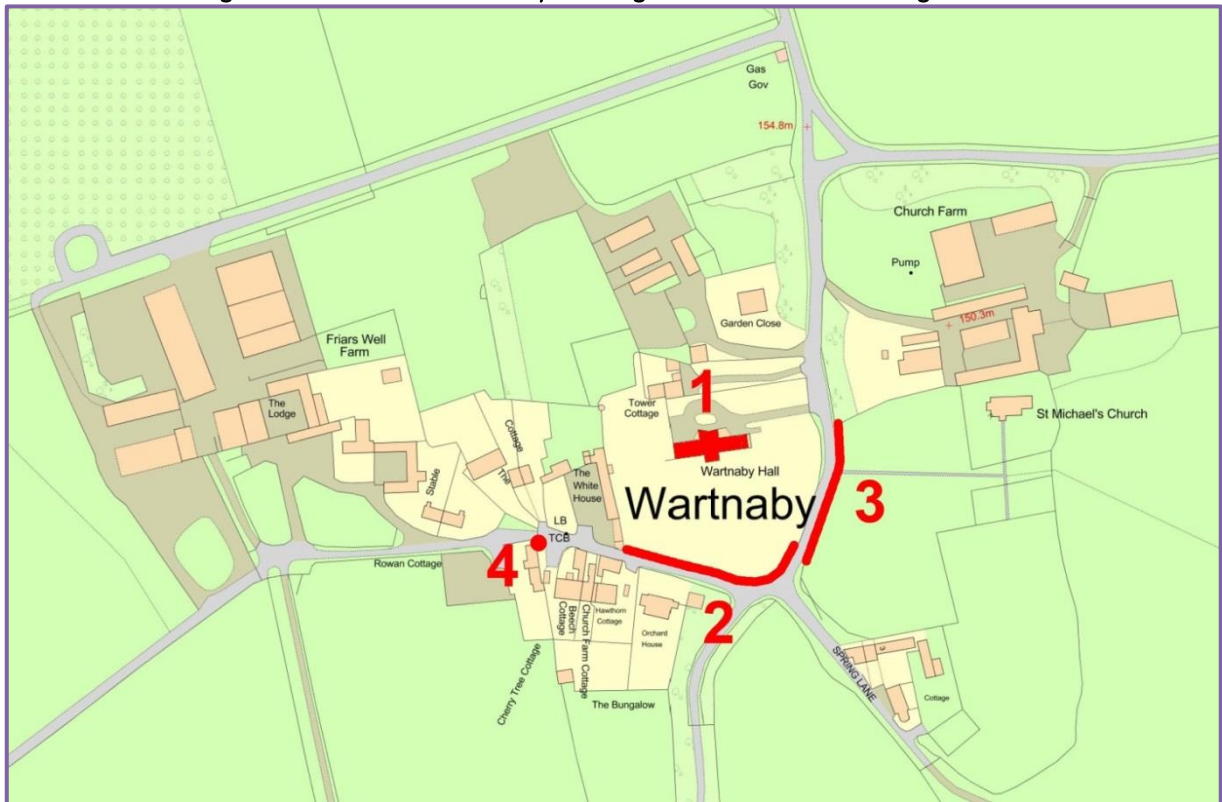 Gas
Gov
154.8m
Church Farm
Pump
150.3m
Garden Close
Friars Well
Farm
The
Lodge
1
Tower
Cottage
St Michael's Church
Cottage
The
Stable
The
White
House
Wartnaby Hall
Wartnaby
3
LB
TCB
4
Rowan Cottage
2
Beech
Cottage
Church Farm Cottage
Hawthorn
Cottage
Orchard
House
Cherry Tree Cottage
The Bungalow
SPRING LANE
Cottage